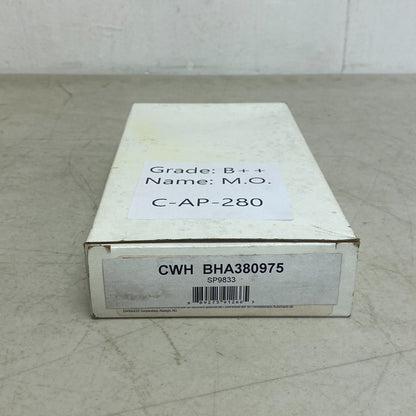 Grade: B++
Name: M.O.
C-AP-280
CWH BHA380975
SP9833